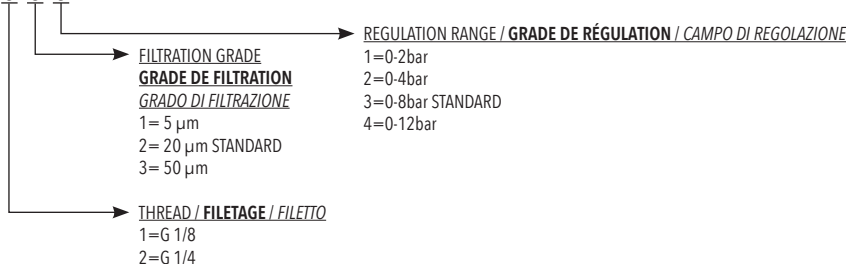 REGULATION RANGE / GRADE DE RÉGULATION / CAMPO DI REGOLAZIONE
1=0-2bar
2=0-4bar
3=0-8bar STANDARD
4=0-12bar
FILTRATION GRADE
GRADE DE FILTRATION
GRADO DI FILTRAZIONE
1= 5 µm
2= 20 µm STANDARD
3= 50 µm
THREAD / FILETAGE / FILETTO
1=G 1/8
2=G 1/4